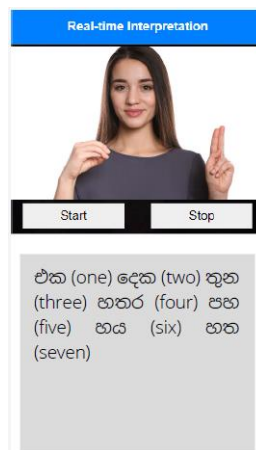 Real-time Interpretation
Start Stop
එක (one) දෙක (two) තුන
(three) හතර (four) පහ
(five) හය (six) හත
(seven)